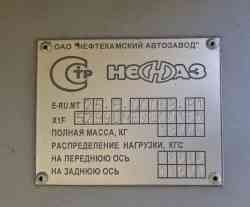 ОАО "НЕФТЕКАМСКИЙ АВТОЗАВОД"
СТР НЕФАЗ
E-RU.MT
X1F
ПОЛНАЯ МАССА, КГ
РАСПРЕДЕЛЕНИЕ НАГРУЗКИ, КГС
НА ПЕРЕДНЮЮ ОСЬ
НА ЗАДНЮЮ ОСЬ